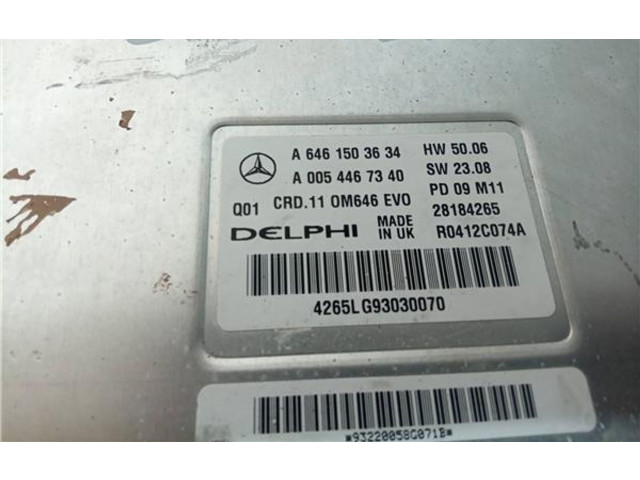 A 646 150 36 34 HW 50.06
A 005 446 73 40 SW 23.08
Q01 CRD.11 OM646 EVO PD 09 M11
DELPHI MADE IN UK 28184265
R0412C074A
4265LG93030070
*93220058G071B*